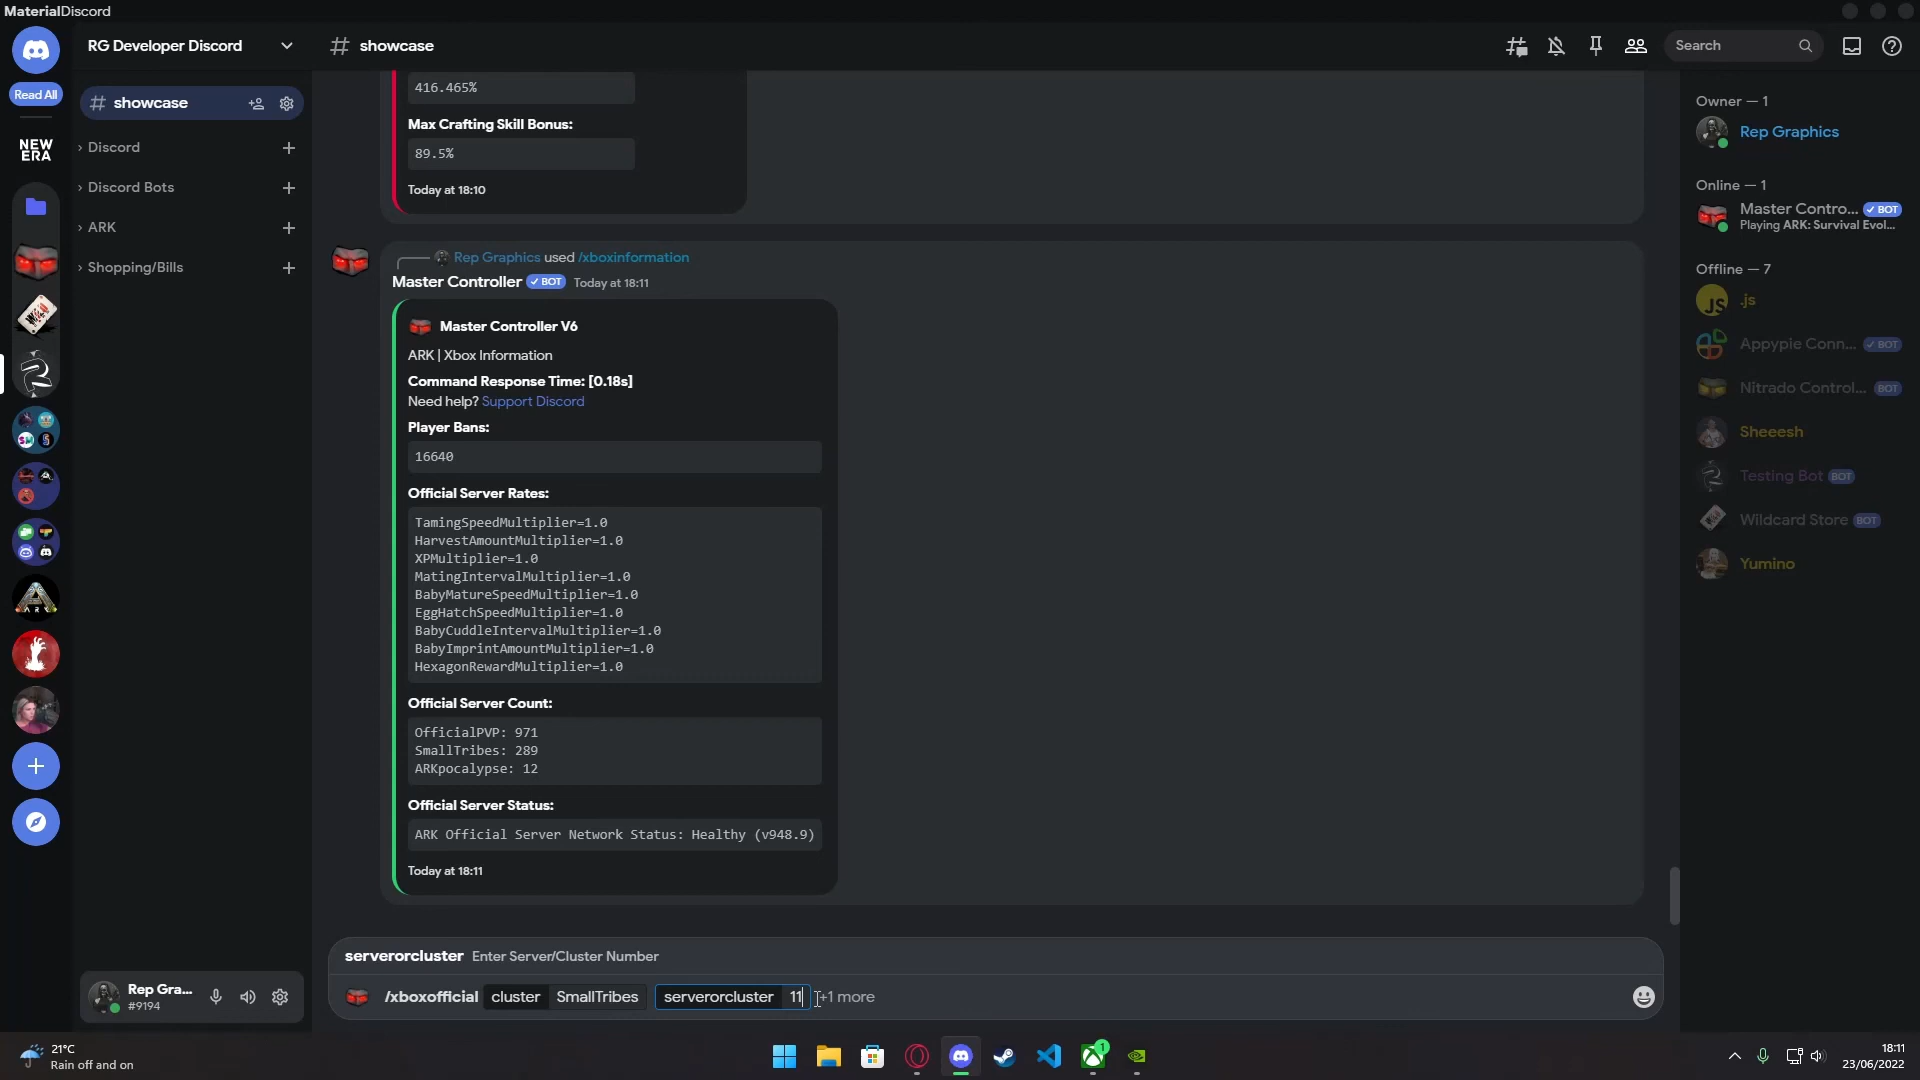 MaterialDiscord
Read All
NEW
ERA
RG Developer Discord
showcase
Discord
Discord Bots
ARK
Shopping/Bills
Rep Gra...
#9194
# showcase
Search
416.465%
Max Crafting Skill Bonus:
89.5%
Today at 18:10
Rep Graphics used /xboxinformation
Master Controller ✓ BOT Today at 18:11
Master Controller V6
ARK | Xbox Information
Command Response Time: [0.18s]
Need help? Support Discord
Player Bans:
16640
Official Server Rates:
TamingSpeedMultiplier=1.0
HarvestAmountMultiplier=1.0
XPMultiplier=1.0
MatingIntervalMultiplier=1.0
BabyMatureSpeedMultiplier=1.0
EggHatchSpeedMultiplier=1.0
BabyCuddleIntervalMultiplier=1.0
BabyImprintAmountMultiplier=1.0
HexagonRewardMultiplier=1.0
Official Server Count:
OfficialPVP: 971
SmallTribes: 289
ARKpocalypse: 12
Official Server Status:
ARK Official Server Network Status: Healthy (v948.9)
Today at 18:11
serverorcluster Enter Server/Cluster Number
/xboxofficial cluster SmallTribes serverorcluster 11 +1 more
Owner — 1
Rep Graphics
Online — 1
Master Contro... ✓ BOT
Playing ARK: Survival Evol...
Offline — 7
JS .js
Appypie Conn... ✓ BOT
Nitrado Control... BOT
Sheeesh
Testing Bot BOT
Wildcard Store BOT
Yumino
21°C
Rain off and on
1
18:11
23/06/2022